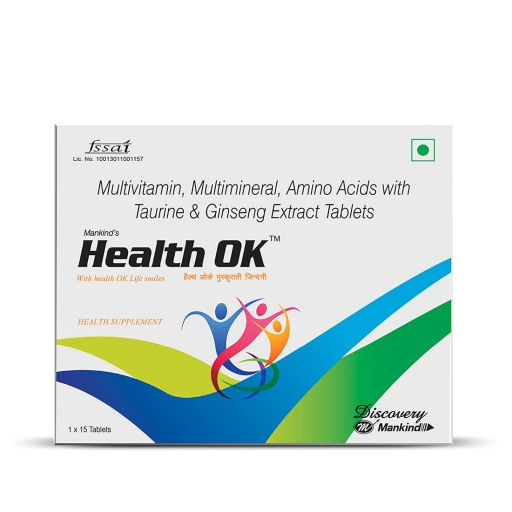 fssai
Lic. No. 10013011001157
Multivitamin, Multimineral, Amino Acids with
Taurine & Ginseng Extract Tablets
Mankind's
Health OK™
With health OK Life smiles
हैल्थ ओके मुस्कुराती जिन्दगी
HEALTH SUPPLEMENT
1 x 15 Tablets
Discovery
M Mankind